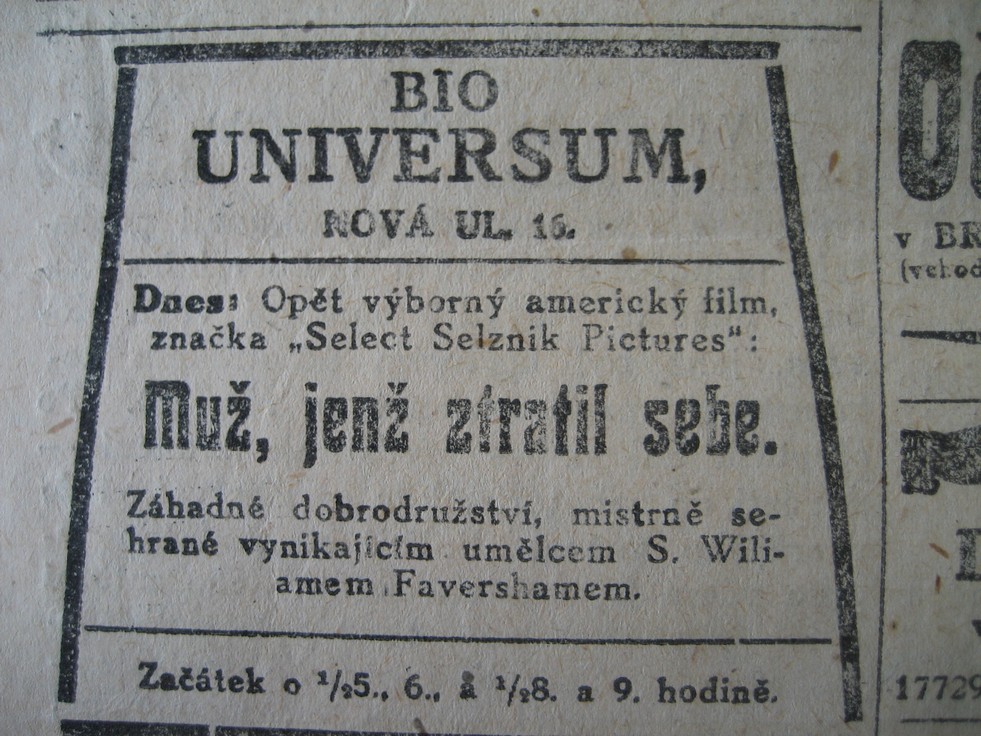 BIO
UNIVERSUM,
NOVÁ UL. 16.
Dnes: Opět výborný americký film,
značka „Select Selznik Pictures“:
Muž, jenž ztratil sebe.
Záhadné dobrodružství, mistrně se-
hrané vynikajícím umělcem S. Wili-
amem Favershamem.
Začátek o 1/25., 6., a 1/28. a 9. hodině.
v BR
17729